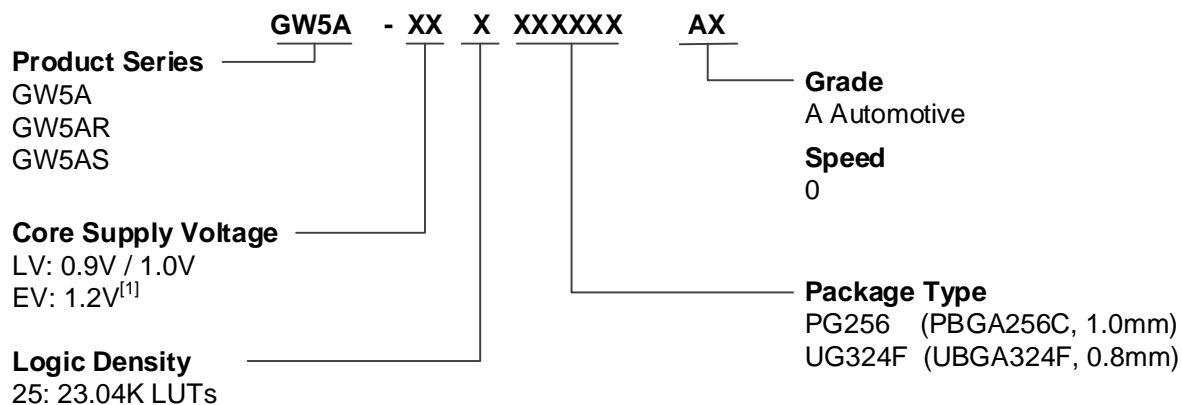 GW5A - XX X XXXXXX AX
Product Series
GW5A
GW5AR
GW5AS
Core Supply Voltage
LV: 0.9V / 1.0V
EV: 1.2V[1]
Logic Density
25: 23.04K LUTs
Grade
A Automotive
Speed
0
Package Type
PG256 (PBGA256C, 1.0mm)
UG324F (UBGA324F, 0.8mm)